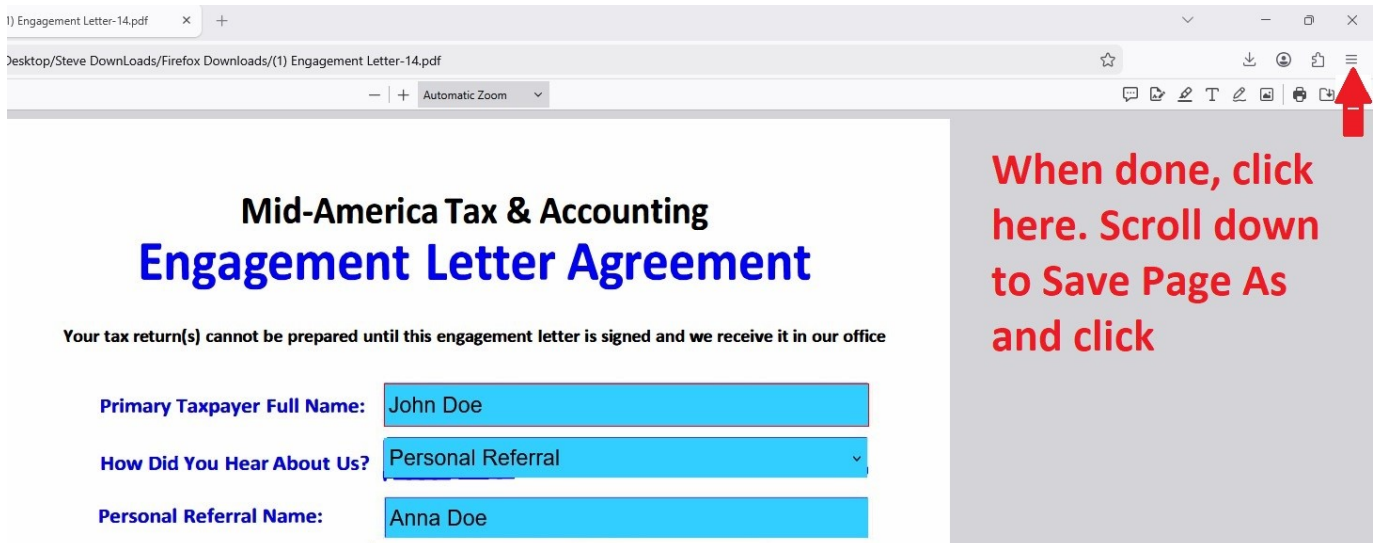 1) Engagement Letter-14.pdf
Desktop/Steve DownLoads/Firefox Downloads/(1) Engagement Letter-14.pdf
Automatic Zoom
Mid-America Tax & Accounting
Engagement Letter Agreement
Your tax return(s) cannot be prepared until this engagement letter is signed and we receive it in our office
Primary Taxpayer Full Name: John Doe
How Did You Hear About Us? Personal Referral
Personal Referral Name: Anna Doe
When done, click
here. Scroll down
to Save Page As
and click